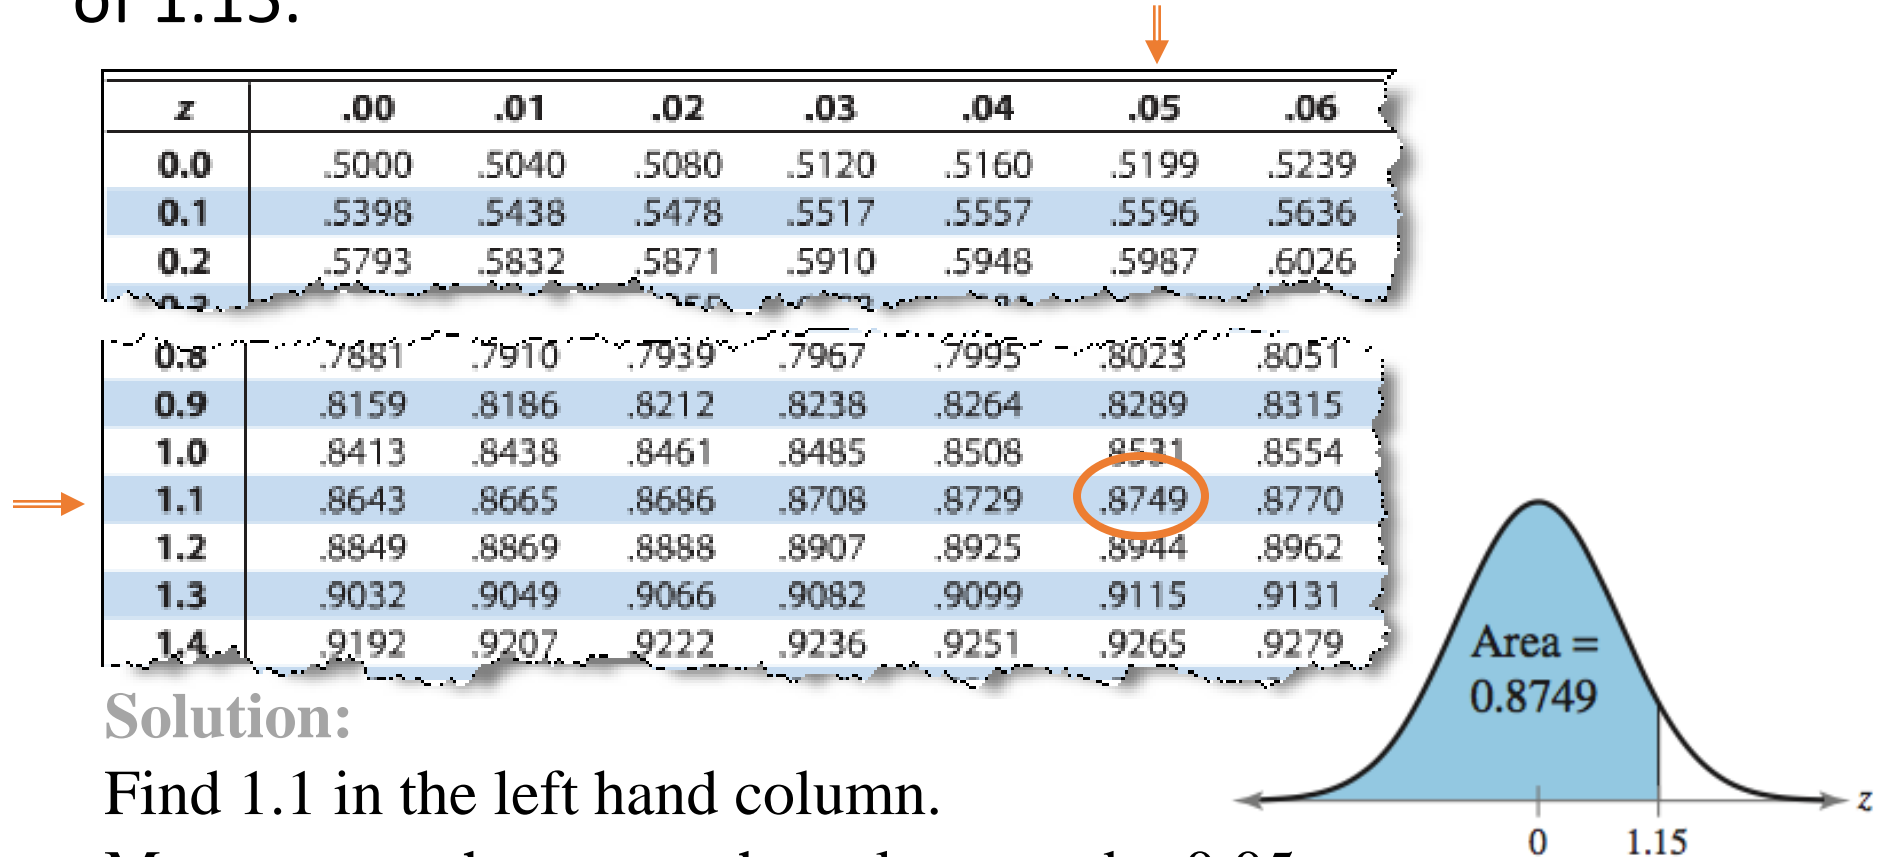 of 1.15.
z .00 .01 .02 .03 .04 .05 .06
0.0 .5000 .5040 .5080 .5120 .5160 .5199 .5239
0.1 .5398 .5438 .5478 .5517 .5557 .5596 .5636
0.2 .5793 .5832 .5871 .5910 .5948 .5987 .6026
0.8 .7881 .7910 .7939 .7967 .7995 .8023 .8051
0.9 .8159 .8186 .8212 .8238 .8264 .8289 .8315
1.0 .8413 .8438 .8461 .8485 .8508 .8531 .8554
1.1 .8643 .8665 .8686 .8708 .8729 .8749 .8770
1.2 .8849 .8869 .8888 .8907 .8925 .8944 .8962
1.3 .9032 .9049 .9066 .9082 .9099 .9115 .9131
1.4 .9192 .9207 .9222 .9236 .9251 .9265 .9279
Solution:
Find 1.1 in the left hand column.
Area =
0.8749
z
0 1.15